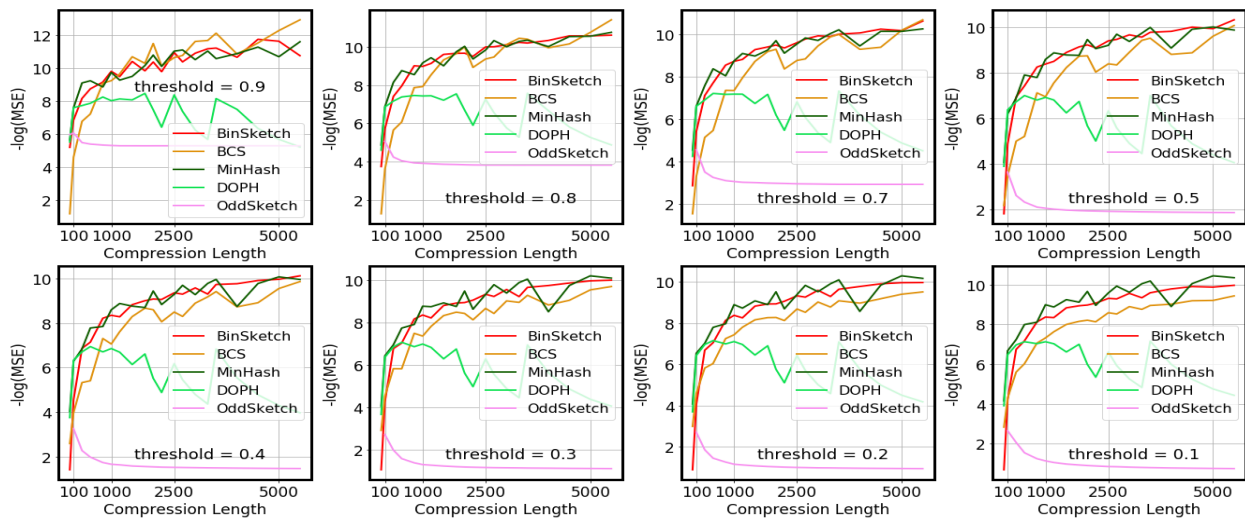 -log(MSE)
12
10
8
6
4
2
threshold = 0.9
BinSketch
BCS
MinHash
DOPH
OddSketch
100 1000 2500 5000
Compression Length
-log(MSE)
10
8
6
4
2
BinSketch
BCS
MinHash
DOPH
OddSketch
threshold = 0.8
100 1000 2500 5000
Compression Length
-log(MSE)
10
8
6
4
2
BinSketch
BCS
MinHash
DOPH
OddSketch
threshold = 0.7
100 1000 2500 5000
Compression Length
-log(MSE)
10
8
6
4
2
BinSketch
BCS
MinHash
DOPH
OddSketch
threshold = 0.5
100 1000 2500 5000
Compression Length
-log(MSE)
10
8
6
4
2
BinSketch
BCS
MinHash
DOPH
OddSketch
threshold = 0.4
100 1000 2500 5000
Compression Length
-log(MSE)
10
8
6
4
2
BinSketch
BCS
MinHash
DOPH
OddSketch
threshold = 0.3
100 1000 2500 5000
Compression Length
-log(MSE)
10
8
6
4
2
BinSketch
BCS
MinHash
DOPH
OddSketch
threshold = 0.2
100 1000 2500 5000
Compression Length
-log(MSE)
10
8
6
4
2
BinSketch
BCS
MinHash
DOPH
OddSketch
threshold = 0.1
100 1000 2500 5000
Compression Length